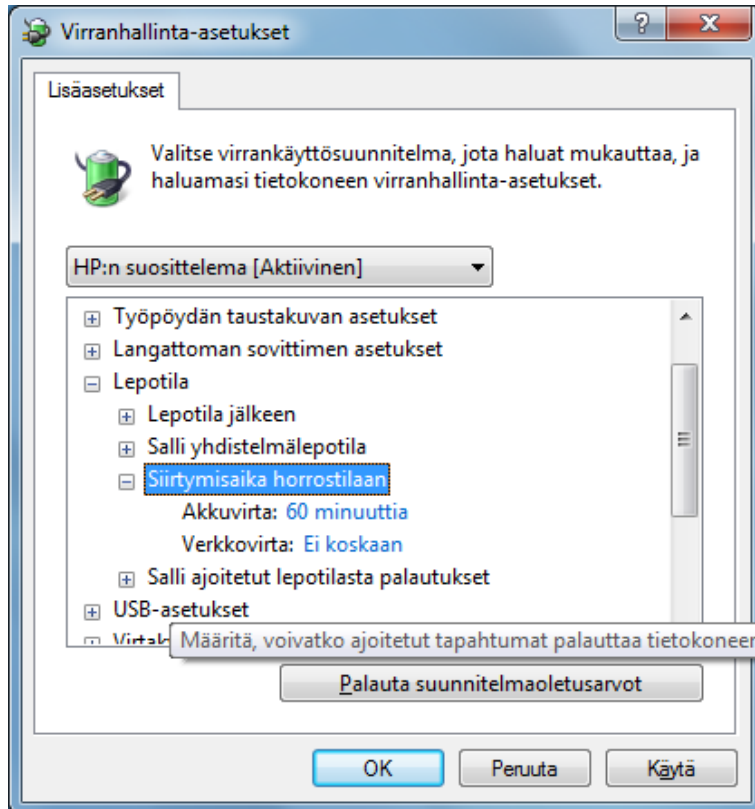 Virranhallinta-asetukset
Lisäasetukset
Valitse virrankäyttösuunnitelma, jota haluat mukauttaa, ja
haluamasi tietokoneen virranhallinta-asetukset.
HP:n suosittelema [Aktiivinen]
Työpöydän taustakuvan asetukset
Langattoman sovittimen asetukset
Lepotila
Lepotila jälkeen
Salli yhdistelmälepotila
Siirtymisaika horrostilaan
Akkuvirta: 60 minuuttia
Verkkovirta: Ei koskaan
Salli ajoitetut lepotilasta palautukset
USB-asetukset
Määritä, voivatko ajoitetut tapahtumat palauttaa tietokoneen
Palauta suunnitelmaoletusarvot
OK
Peruuta
Käytä